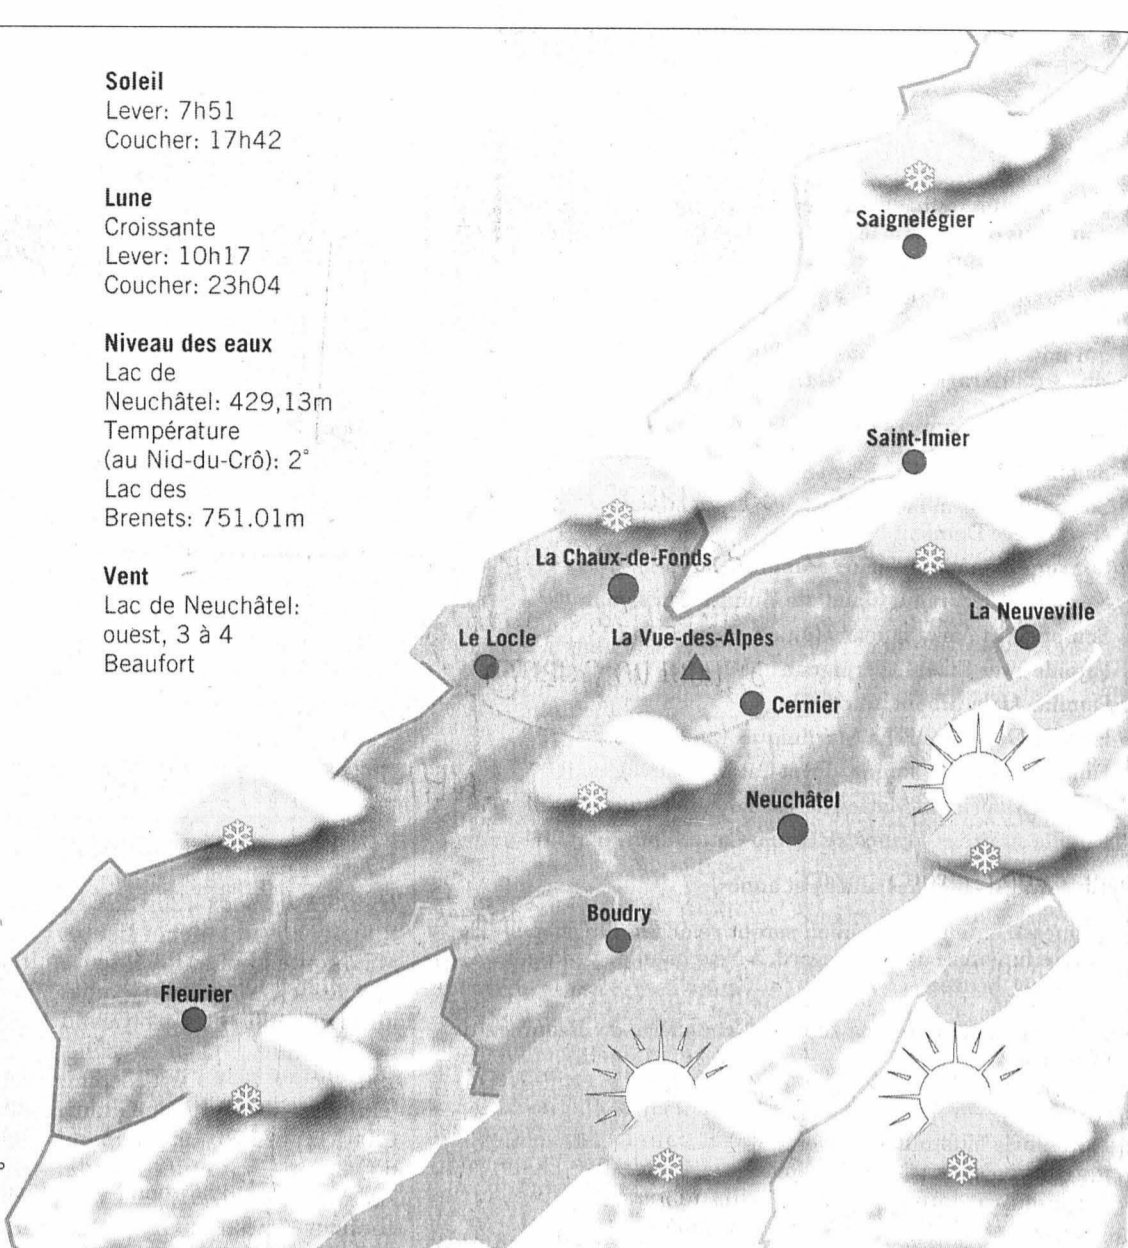 Soleil
Lever: 7h51
Coucher: 17h42
Lune
Croissante
Lever: 10h17
Coucher: 23h04
Niveau des eaux
Lac de
Neuchâtel: 429,13m
Température
(au Nid-du-Crô): 2°
Lac des
Brenets: 751.01m
Vent
Lac de Neuchâtel:
ouest, 3 à 4
Beaufort
Saignelégier
Saint-Imier
La Chaux-de-Fonds
La Neuveville
Le Locle
La Vue-des-Alpes
Cernier
Neuchâtel
Boudry
Fleurier